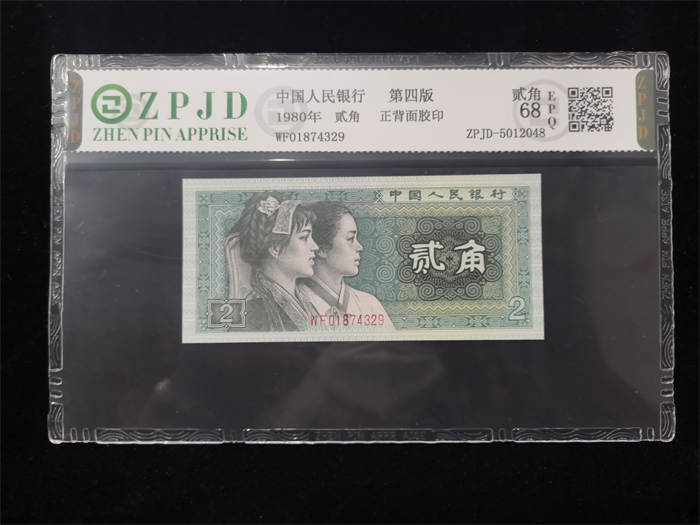 ZPJD
ZHEN PIN APPRISE
中国人民银行 第四版
1980年 贰角 正背面胶印
WF01874329
贰角
68
EPQ
ZPJD-5012048
ZPJD
ZPJD
中国人民银行
贰角
2
2
WF01874329